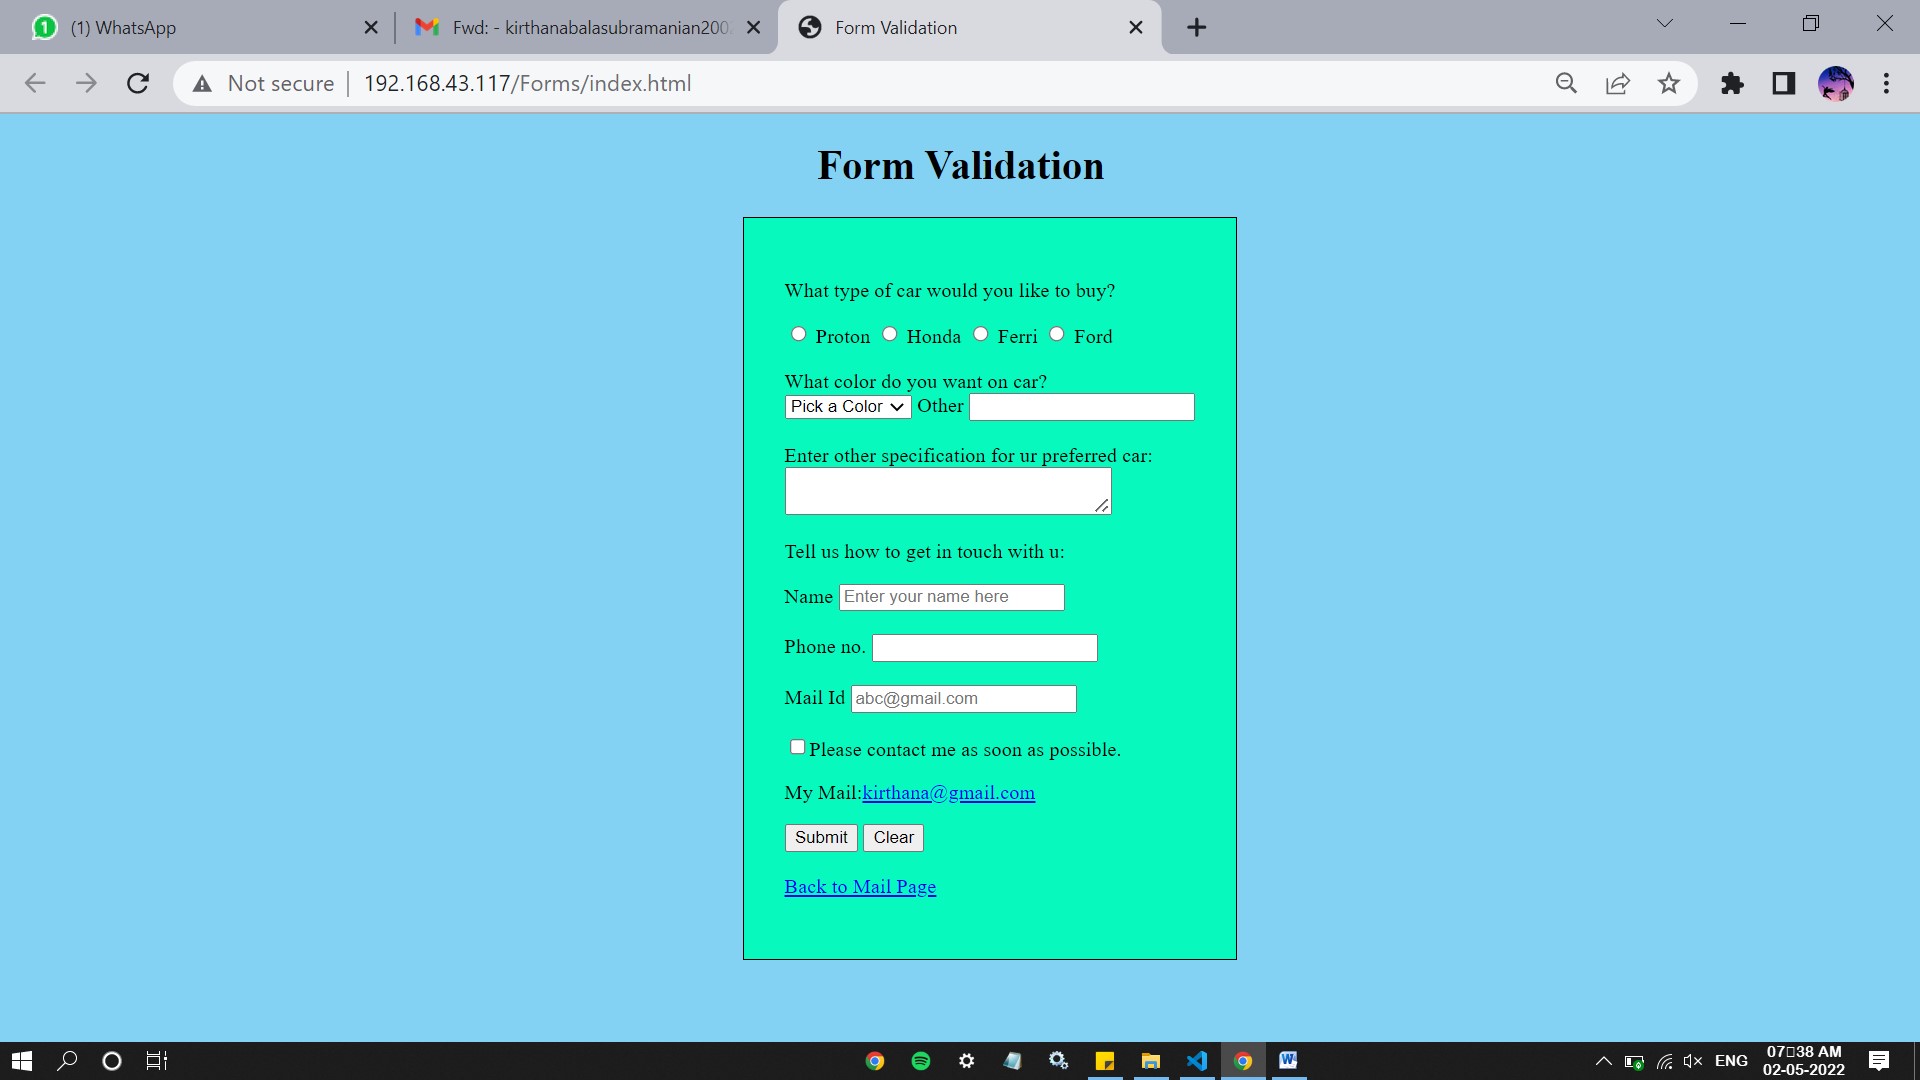 1 (1) WhatsApp
Fwd: - kirthanabalasubramanian200
Form Validation
Not secure
192.168.43.117/Forms/index.html
Form Validation
What type of car would you like to buy?
Proton Honda Ferri Ford
What color do you want on car?
Pick a Color Other
Enter other specification for ur preferred car:
Tell us how to get in touch with u:
Name Enter your name here
Phone no.
Mail Id abc@gmail.com
Please contact me as soon as possible.
My Mail:kirthana@gmail.com
Submit Clear
Back to Mail Page
W
ENG
07▯38 AM
02-05-2022